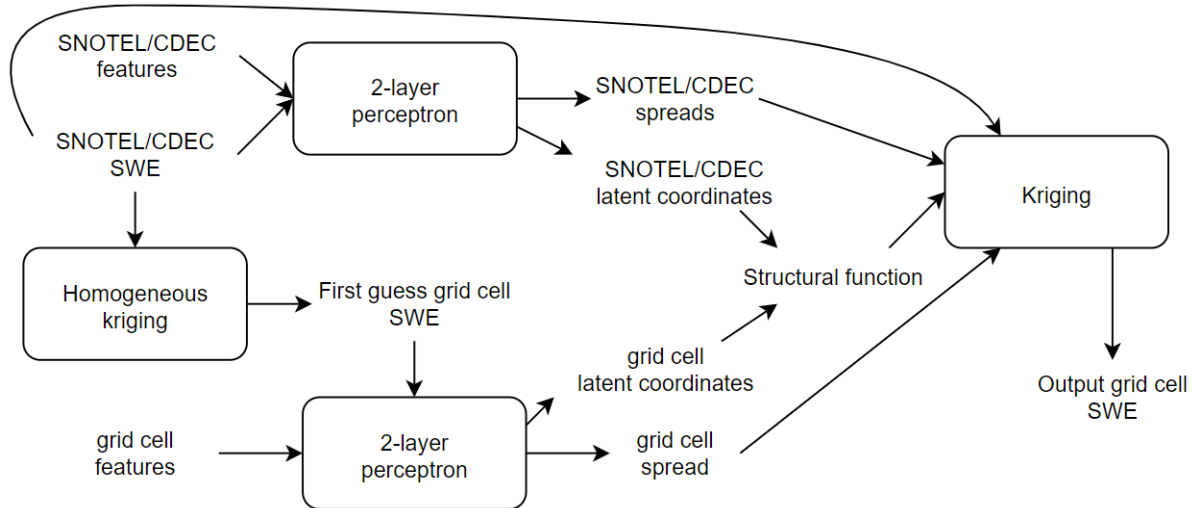 SNOTEL/CDEC
features
2-layer
perceptron
SNOTEL/CDEC
spreads
SNOTEL/CDEC
SWE
SNOTEL/CDEC
latent coordinates
Kriging
Homogeneous
kriging
First guess grid cell
SWE
Structural function
grid cell
latent coordinates
Output grid cell
SWE
grid cell
features
2-layer
perceptron
grid cell
spread